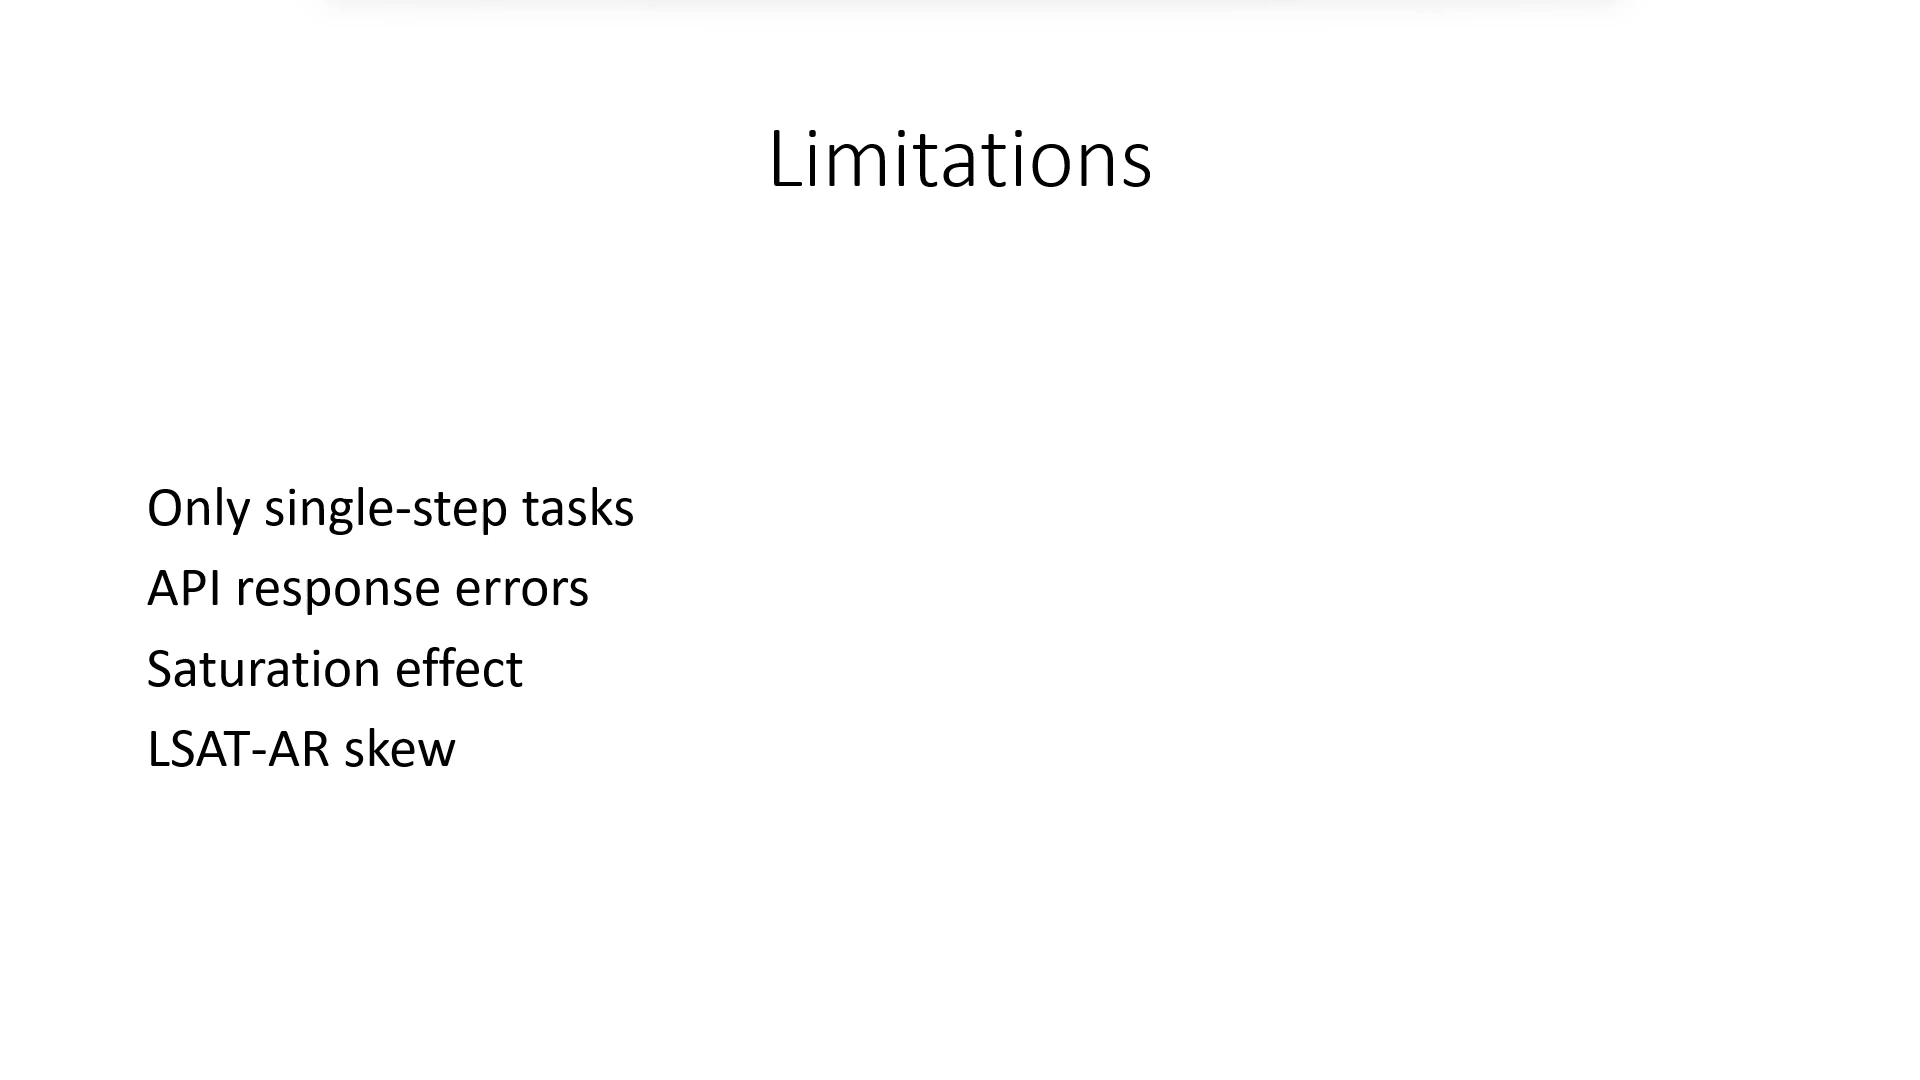 Limitations
Only single-step tasks
API response errors
Saturation effect
LSAT-AR skew